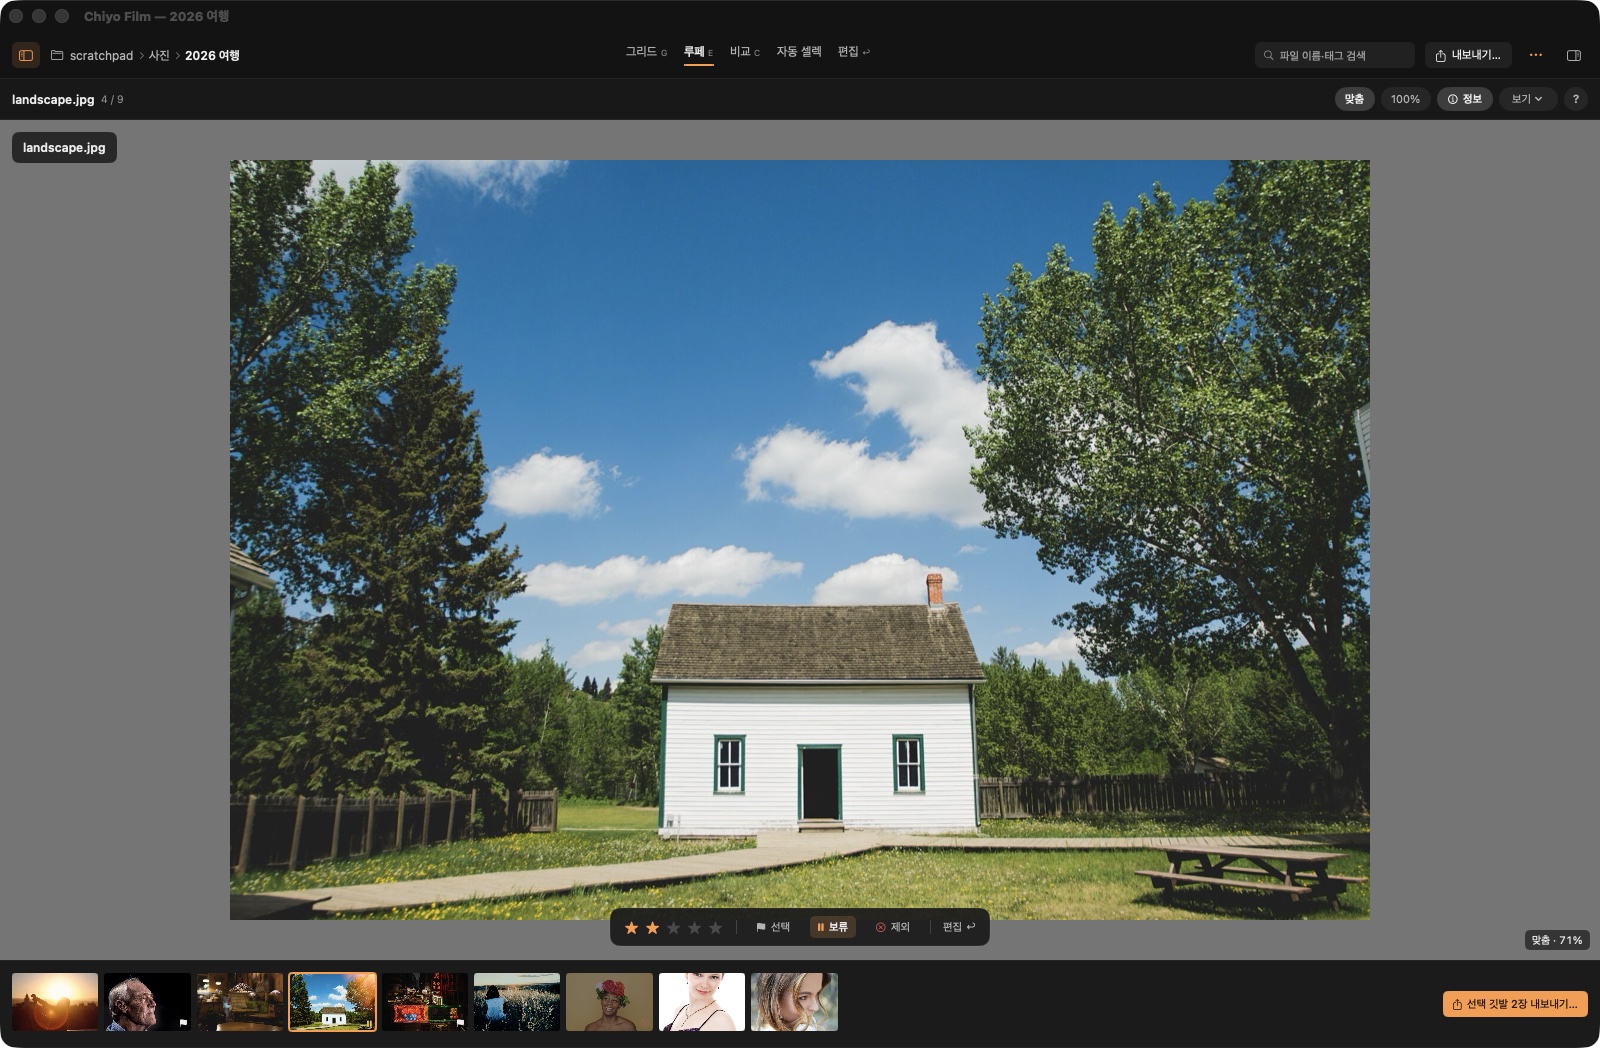 Chiyo Film — 2026 여행
scratchpad > 사진 > 2026 여행
그리드 G 루페 E 비교 C 자동 셀렉 편집 ↩
파일 이름·태그 검색
내보내기...
landscape.jpg 4 / 9
맞춤 100% 정보 보기 ?
landscape.jpg
선택 보류 제외 편집 ↩
맞춤 · 71%
선택 깃발 2장 내보내기...